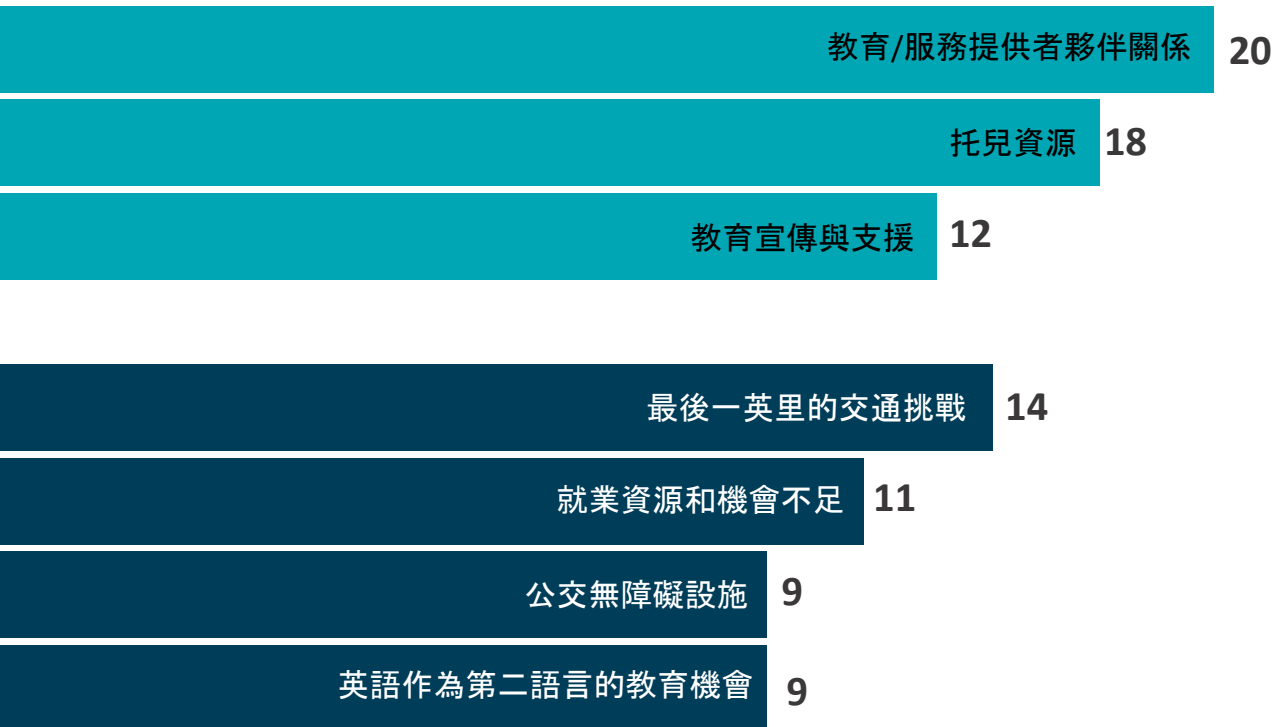 教育/服務提供者夥伴關係 20
托兒資源 18
教育宣傳與支援 12
最後一英里的交通挑戰 14
就業資源和機會不足 11
公交無障礙設施 9
英語作為第二語言的教育機會 9